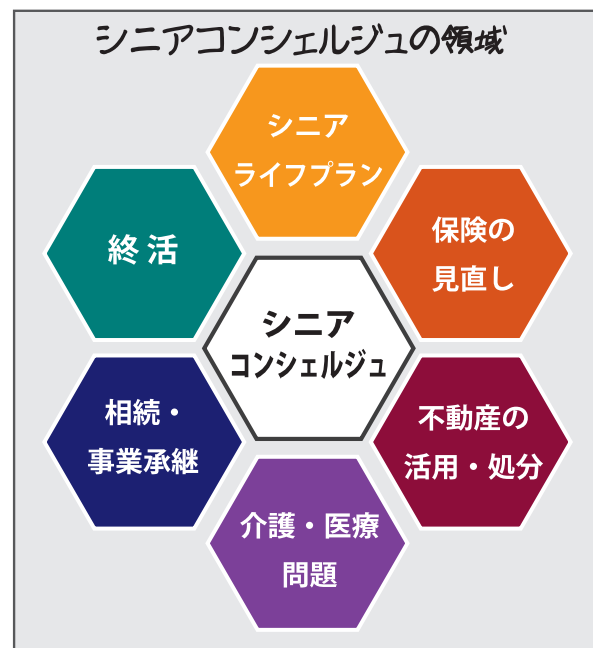 シニアコンシェルジュの領域
シニア
ライフプラン
終 活
保険の
見直し
シニア
コンシェルジュ
相続・
事業承継
不動産の
活用・処分
介護・医療
問題